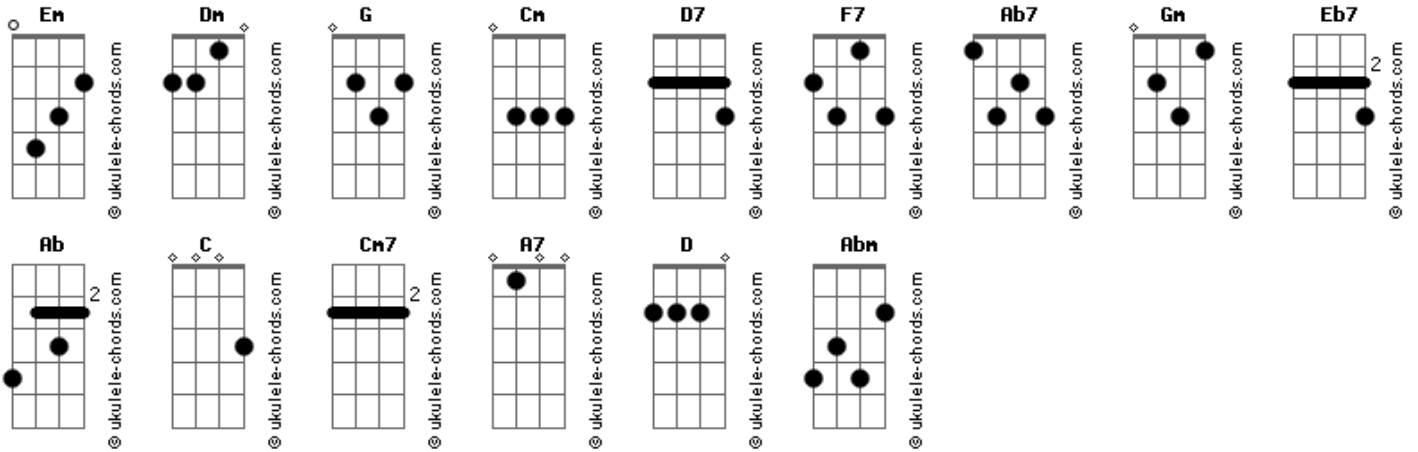 Em Dm G Cm D7 F7 Ab7 Gm Eb7
2
© ukulele-chords.com © ukulele-chords.com © ukulele-chords.com © ukulele-chords.com © ukulele-chords.com © ukulele-chords.com © ukulele-chords.com © ukulele-chords.com © ukulele-chords.com
Ab C Cm7 A7 D Abm
2 2
© ukulele-chords.com © ukulele-chords.com © ukulele-chords.com © ukulele-chords.com © ukulele-chords.com © ukulele-chords.com